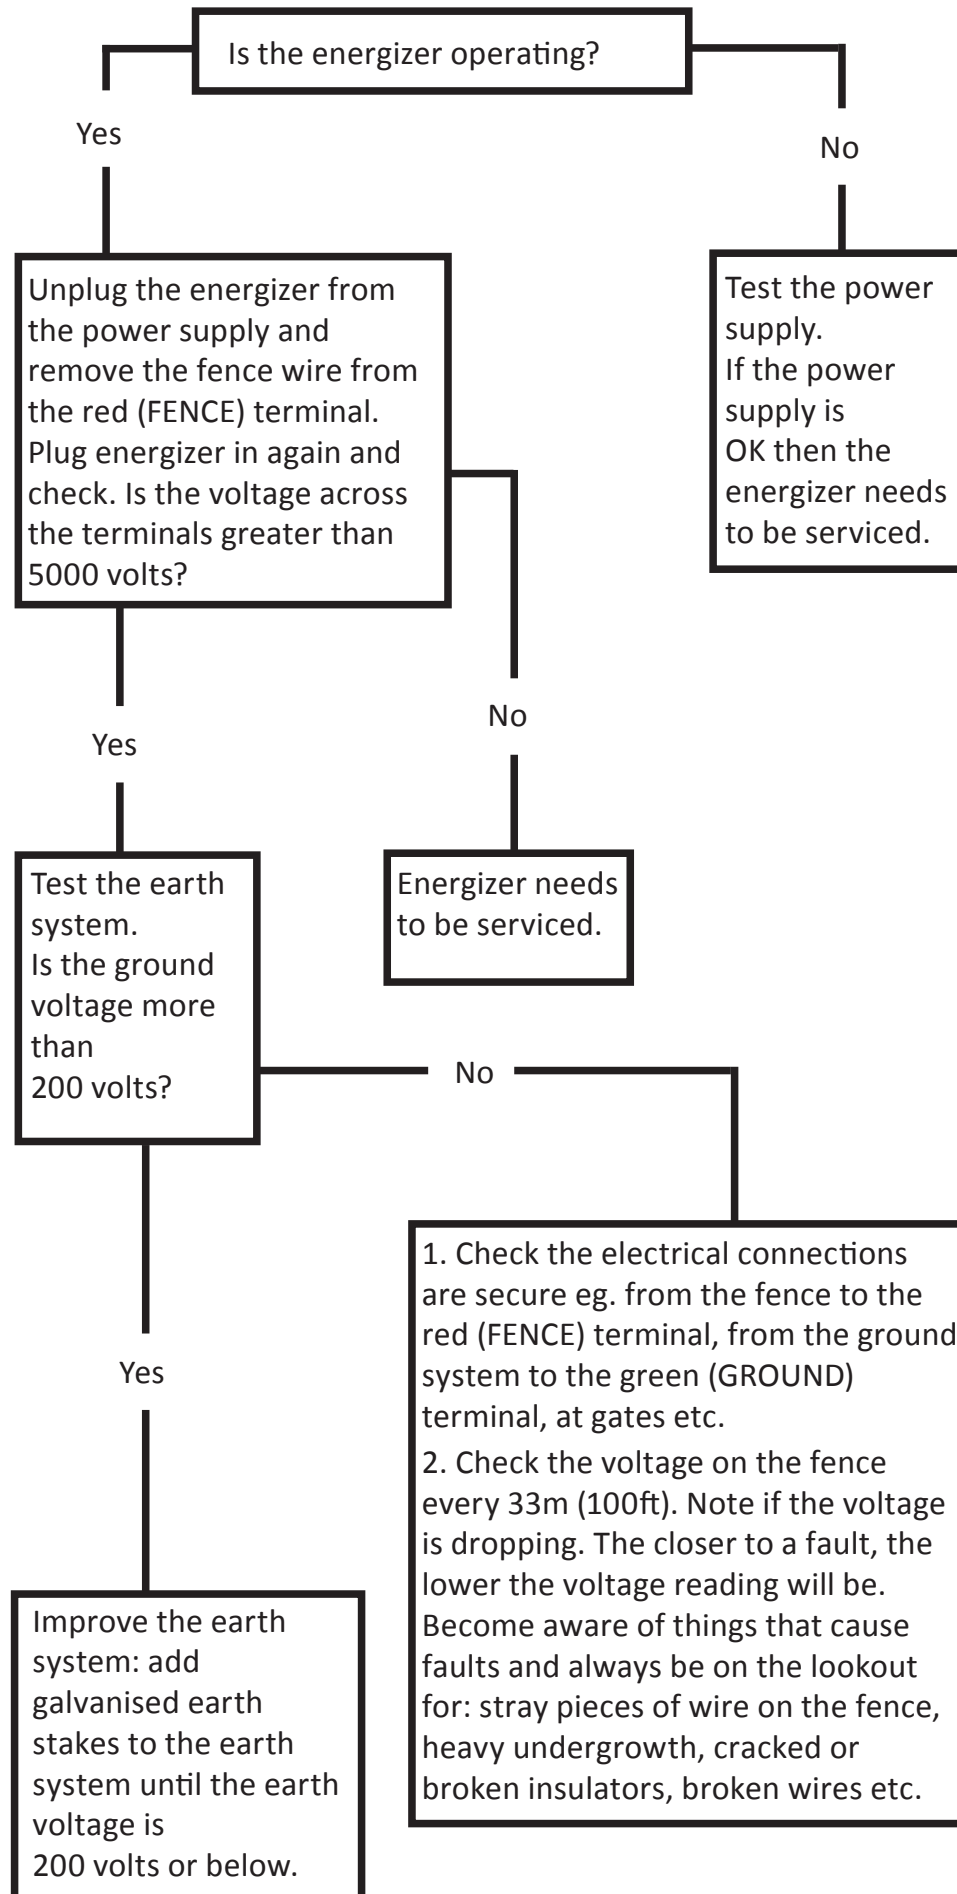 Is the energizer operating?
Yes
No
Unplug the energizer from
the power supply and
remove the fence wire from
the red (FENCE) terminal.
Plug energizer in again and
check. Is the voltage across
the terminals greater than
5000 volts?
Test the power
supply.
If the power
supply is
OK then the
energizer needs
to be serviced.
Yes
No
Test the earth
system.
Is the ground
voltage more
than
200 volts?
Energizer needs
to be serviced.
No
Yes
1. Check the electrical connections
are secure eg. from the fence to the
red (FENCE) terminal, from the ground
system to the green (GROUND)
terminal, at gates etc.
2. Check the voltage on the fence
every 33m (100ft). Note if the voltage
is dropping. The closer to a fault, the
lower the voltage reading will be.
Become aware of things that cause
faults and always be on the lookout
for: stray pieces of wire on the fence,
heavy undergrowth, cracked or
broken insulators, broken wires etc.
Improve the earth
system: add
galvanised earth
stakes to the earth
system until the earth
voltage is
200 volts or below.